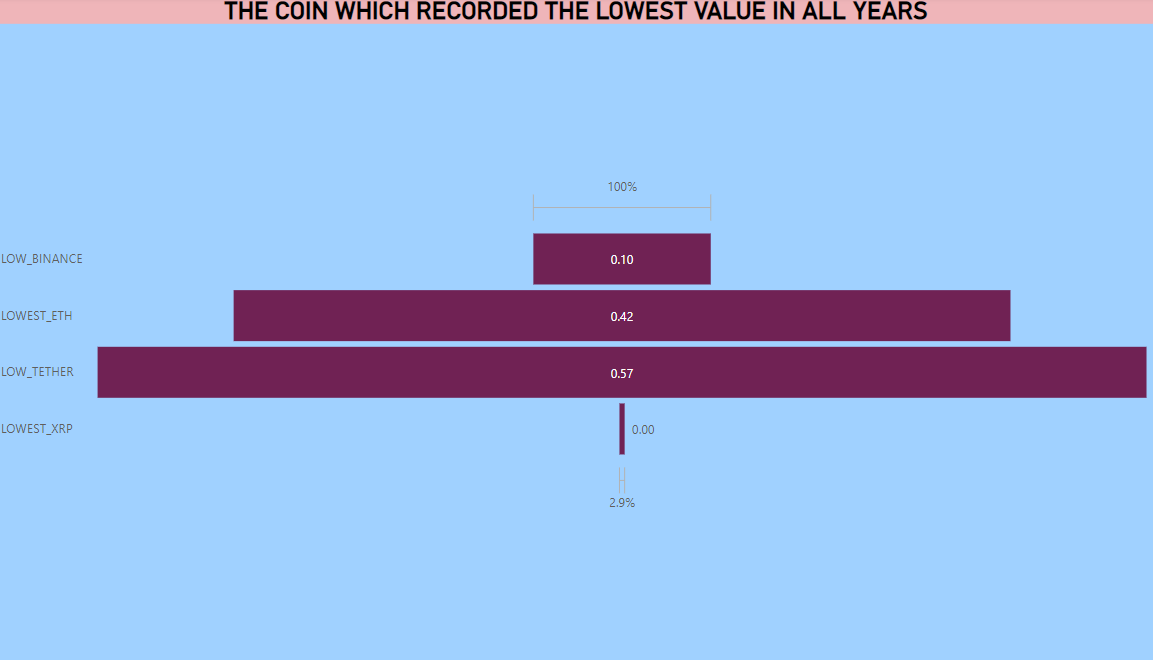 THE COIN WHICH RECORDED THE LOWEST VALUE IN ALL YEARS
100%
LOW_BINANCE 0.10
LOWEST_ETH 0.42
LOW_TETHER 0.57
LOWEST_XRP 0.00
2.9%